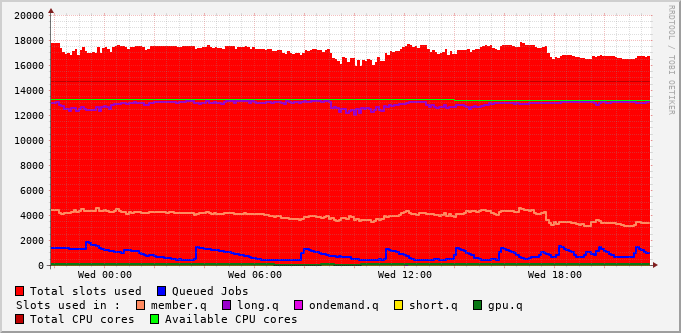 20000
18000
16000
14000
12000
10000
8000
6000
4000
2000
0
Wed 00:00 Wed 06:00 Wed 12:00 Wed 18:00
RRDTOOL / TOBI OETIKER
Total slots used Queued Jobs
Slots used in : member.q long.q ondemand.q short.q gpu.q
Total CPU cores Available CPU cores